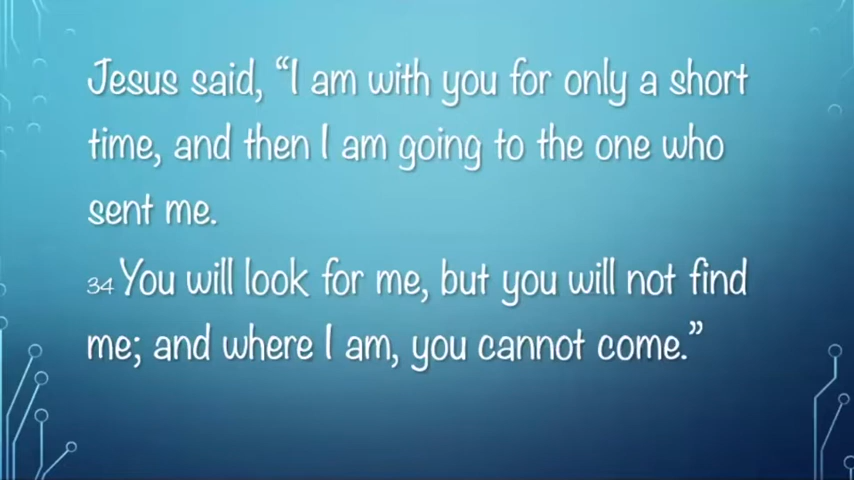 Jesus said, “I am with you for only a short
time, and then I am going to the one who
sent me.
34 You will look for me, but you will not find
me; and where I am, you cannot come.”